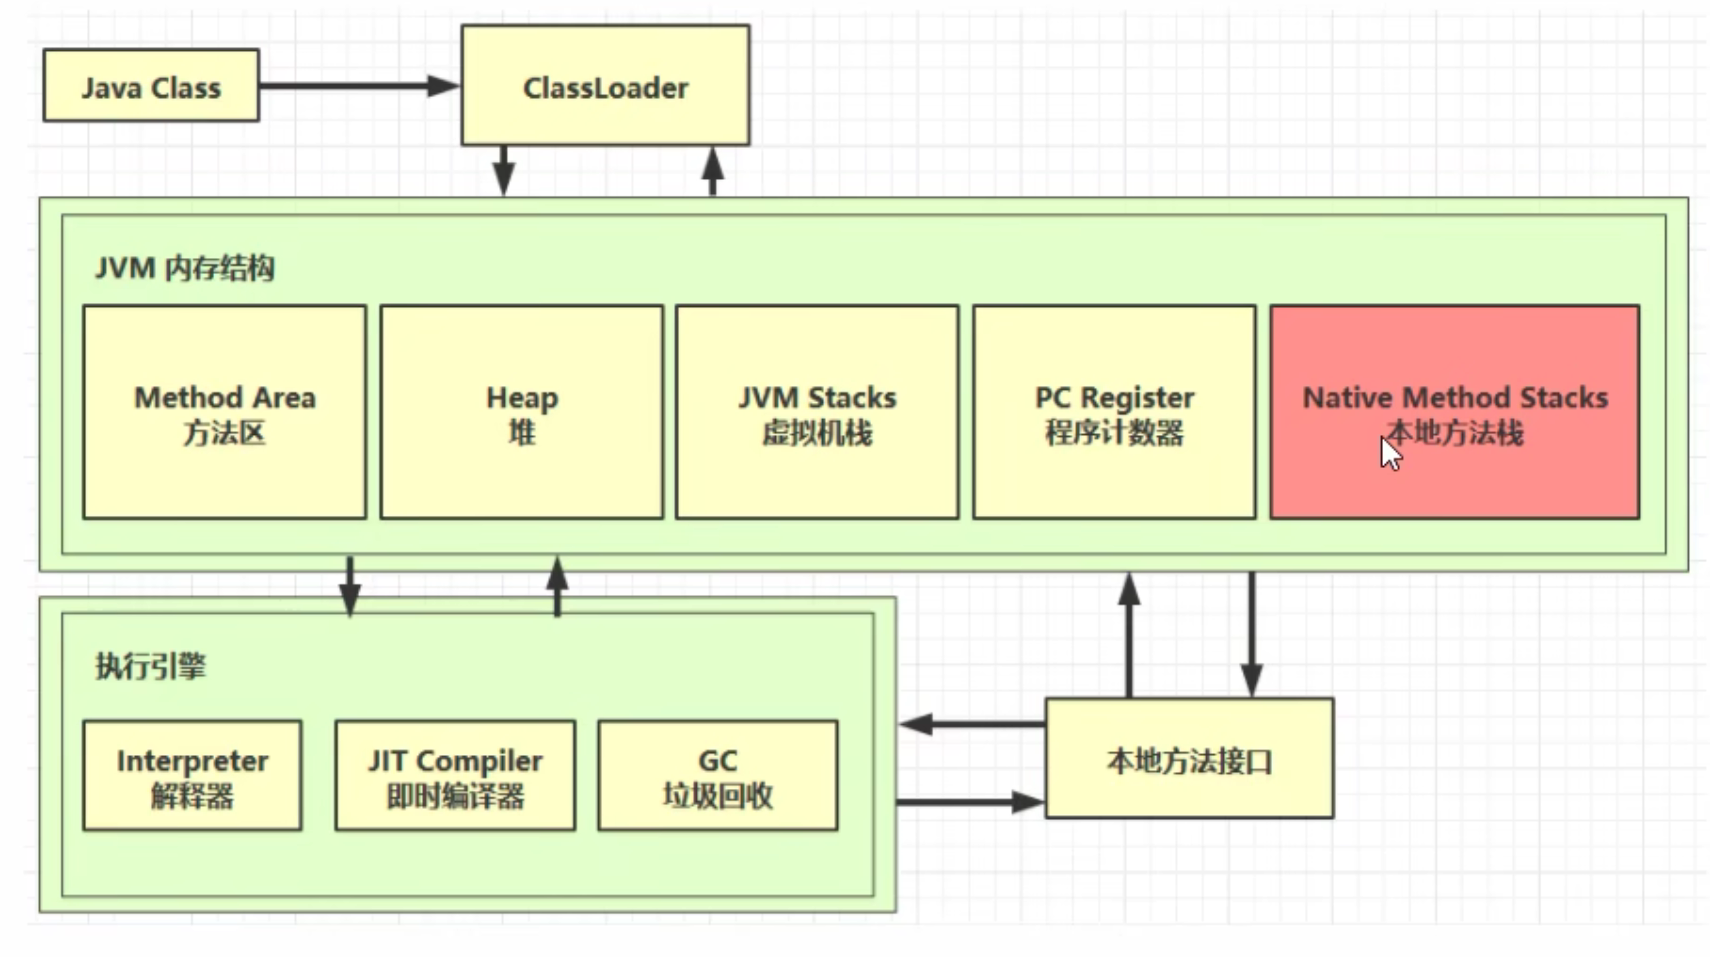 Java Class
ClassLoader
JVM 内存结构
Method Area
方法区
Heap
堆
JVM Stacks
虚拟机栈
PC Register
程序计数器
Native Method Stacks
本地方法栈
执行引擎
Interpreter
解释器
JIT Compiler
即时编译器
GC
垃圾回收
本地方法接口